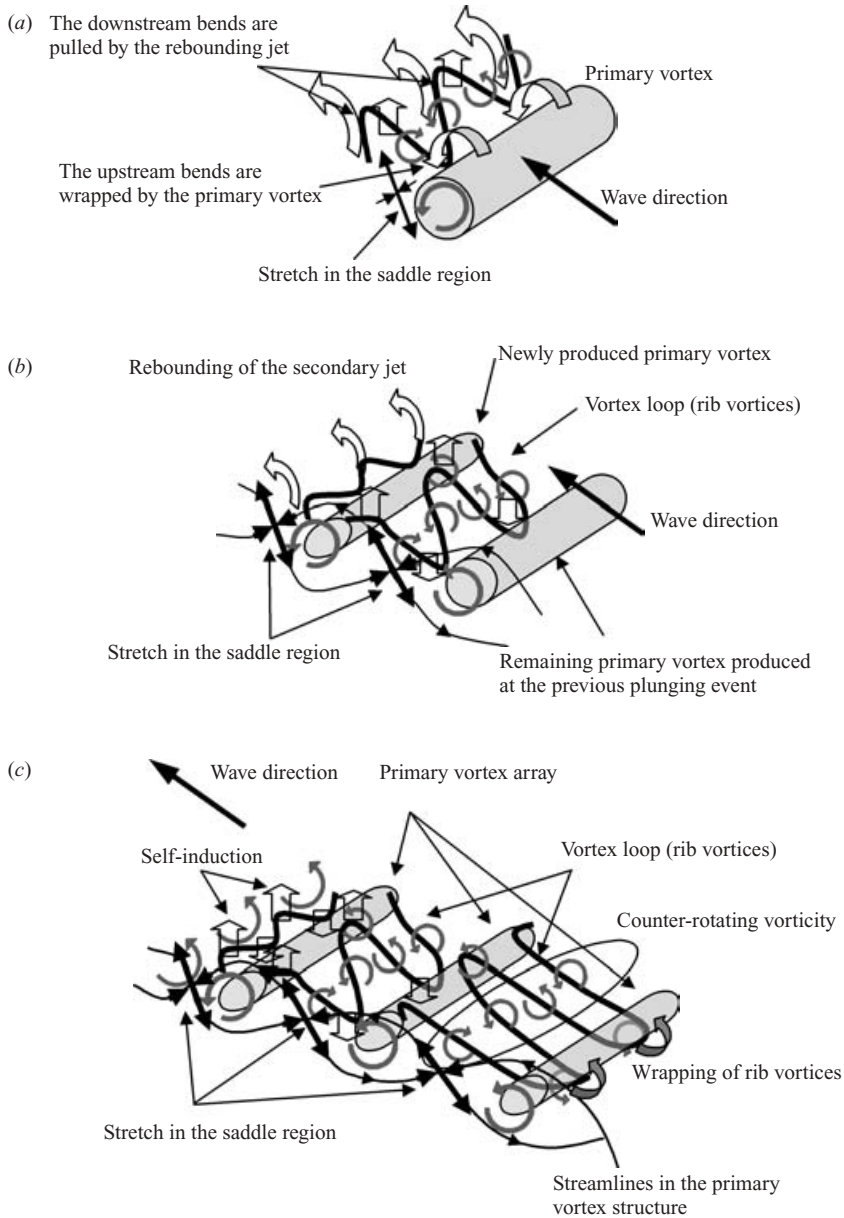 (a) The downstream bends are
pulled by the rebounding jet
Primary vortex
The upstream bends are
wrapped by the primary vortex
Wave direction
Stretch in the saddle region
(b) Rebounding of the secondary jet
Newly produced primary vortex
Vortex loop (rib vortices)
Wave direction
Stretch in the saddle region
Remaining primary vortex produced
at the previous plunging event
(c)
Wave direction
Primary vortex array
Self-induction
Vortex loop (rib vortices)
Counter-rotating vorticity
Wrapping of rib vortices
Stretch in the saddle region
Streamlines in the primary
vortex structure